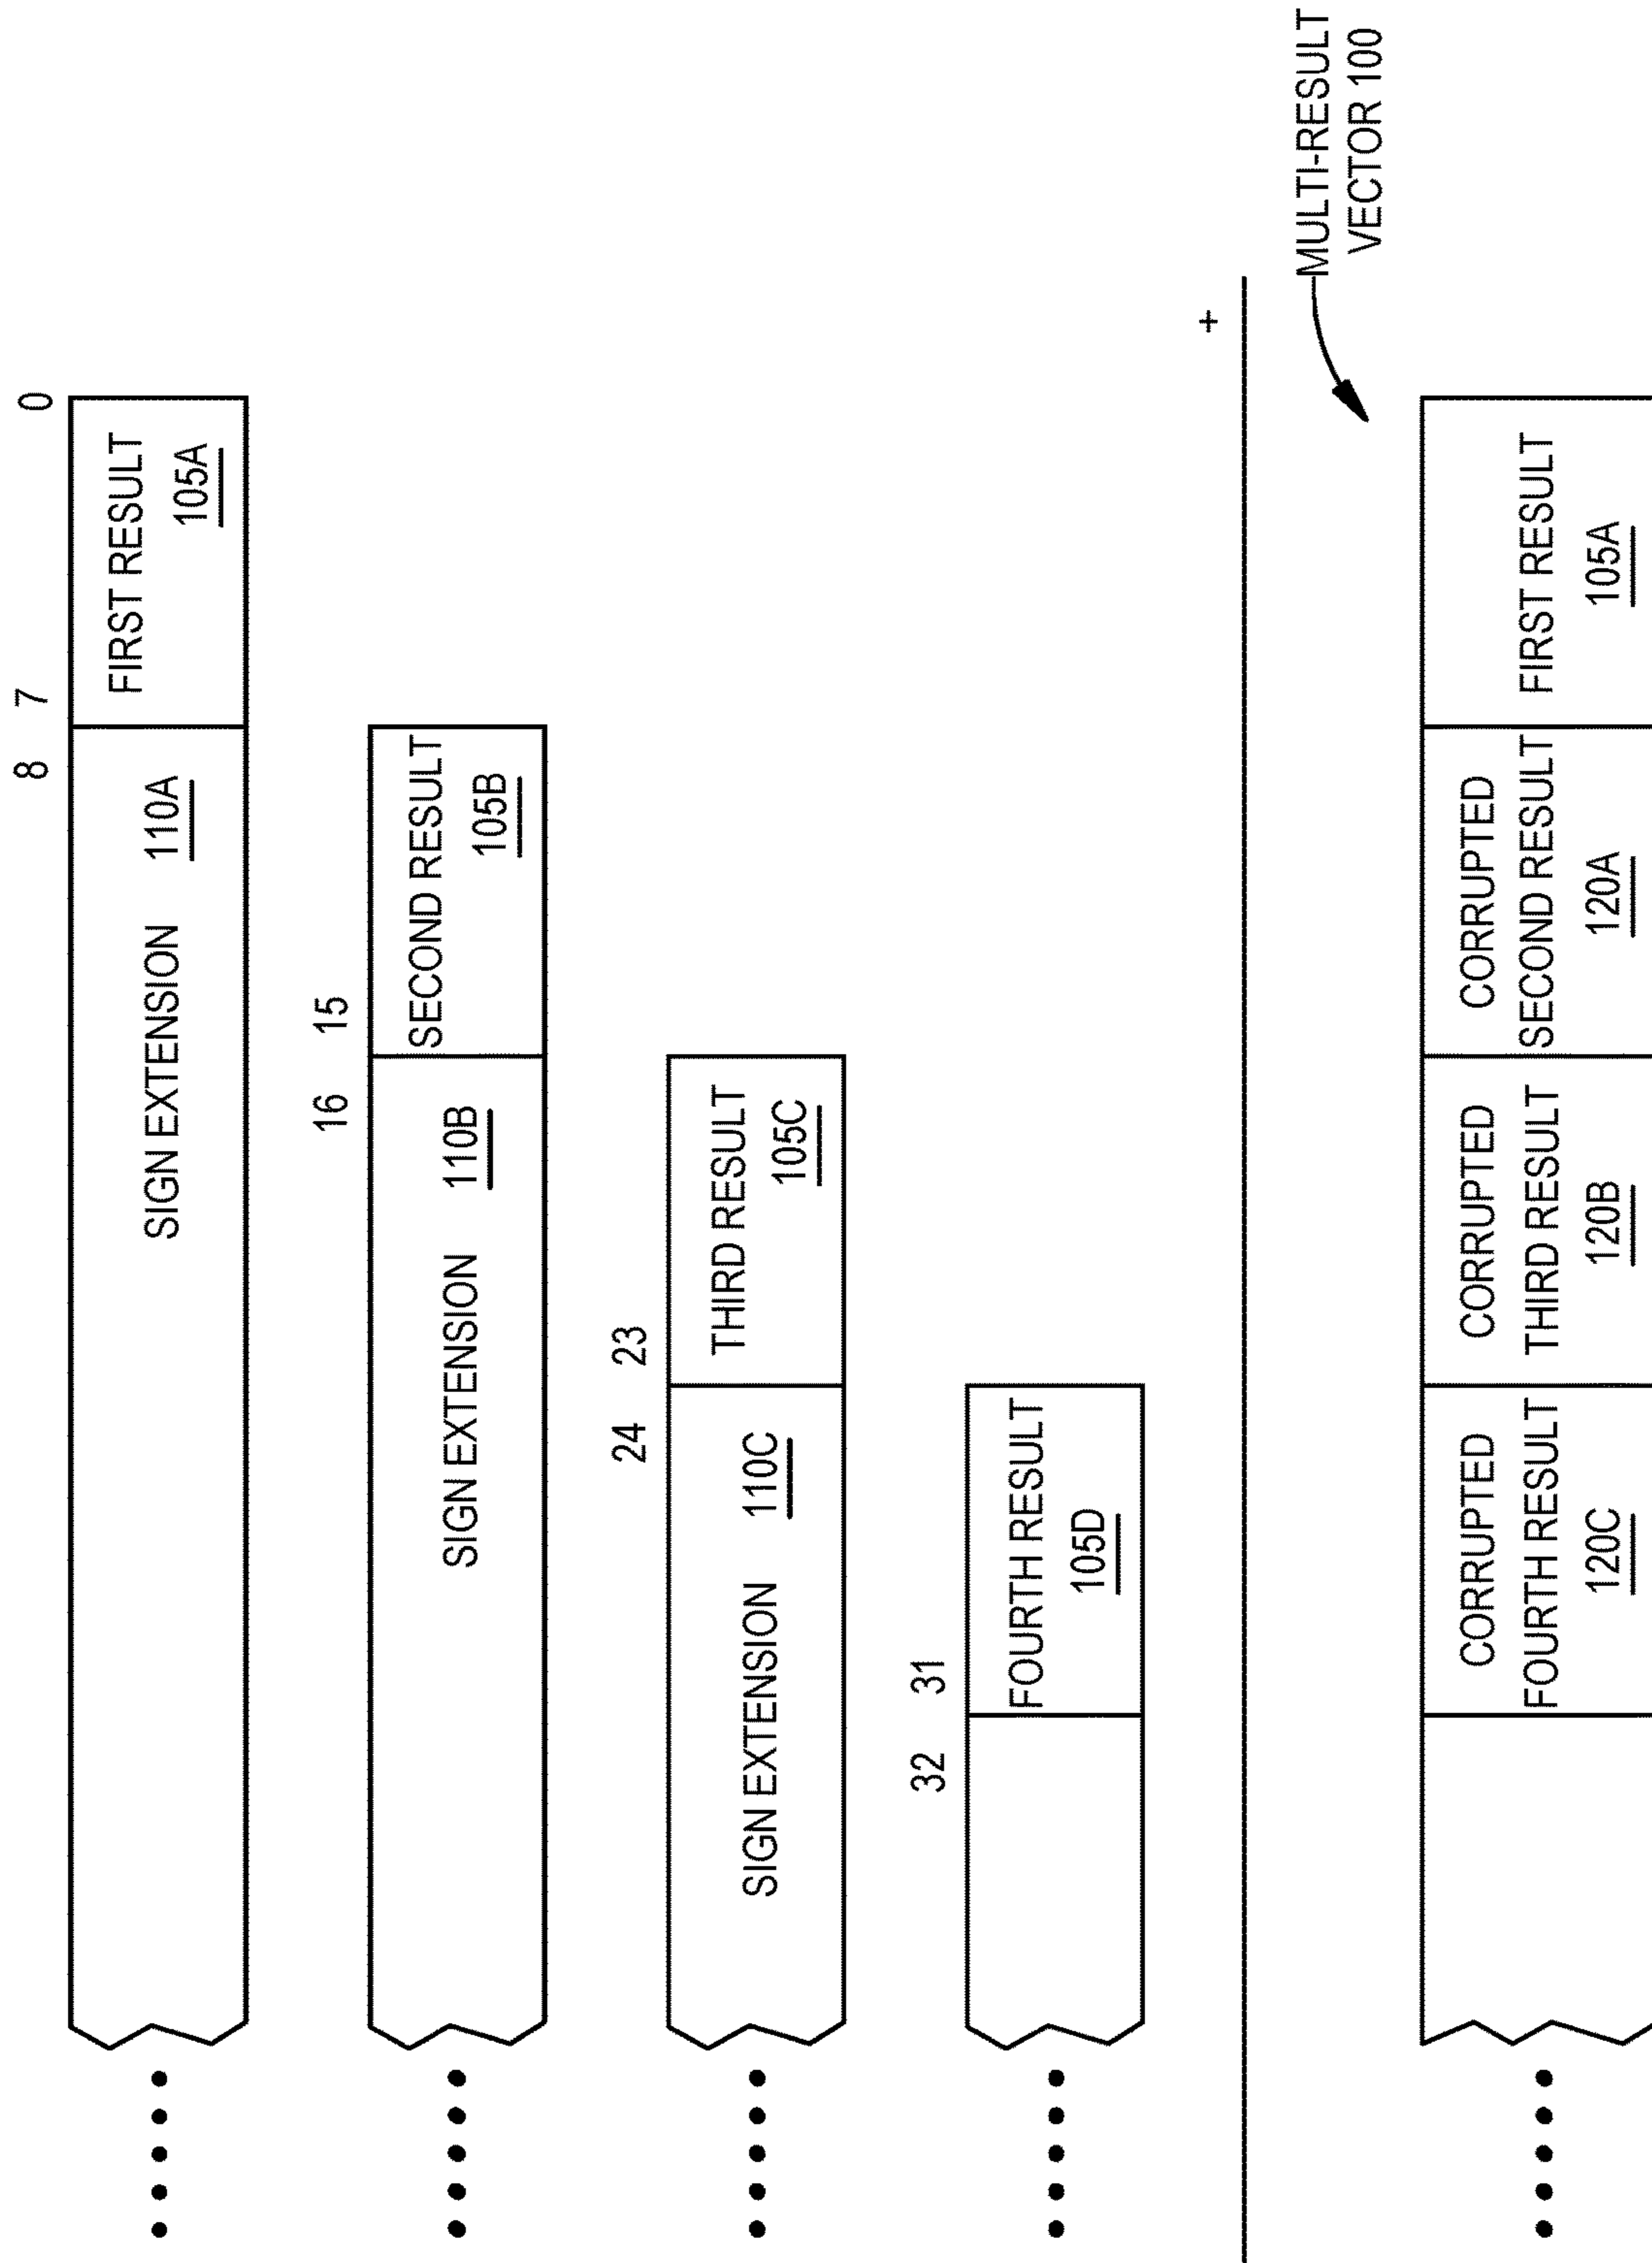 8 7 0
SIGN EXTENSION 110A
FIRST RESULT
105A
16 15
SIGN EXTENSION 110B
SECOND RESULT
105B
24 23
SIGN EXTENSION 110C
THIRD RESULT
105C
32 31
FOURTH RESULT
105D
+
MULTI-RESULT
VECTOR 100
CORRUPTED
FOURTH RESULT
120C
CORRUPTED
THIRD RESULT
120B
CORRUPTED
SECOND RESULT
120A
FIRST RESULT
105A